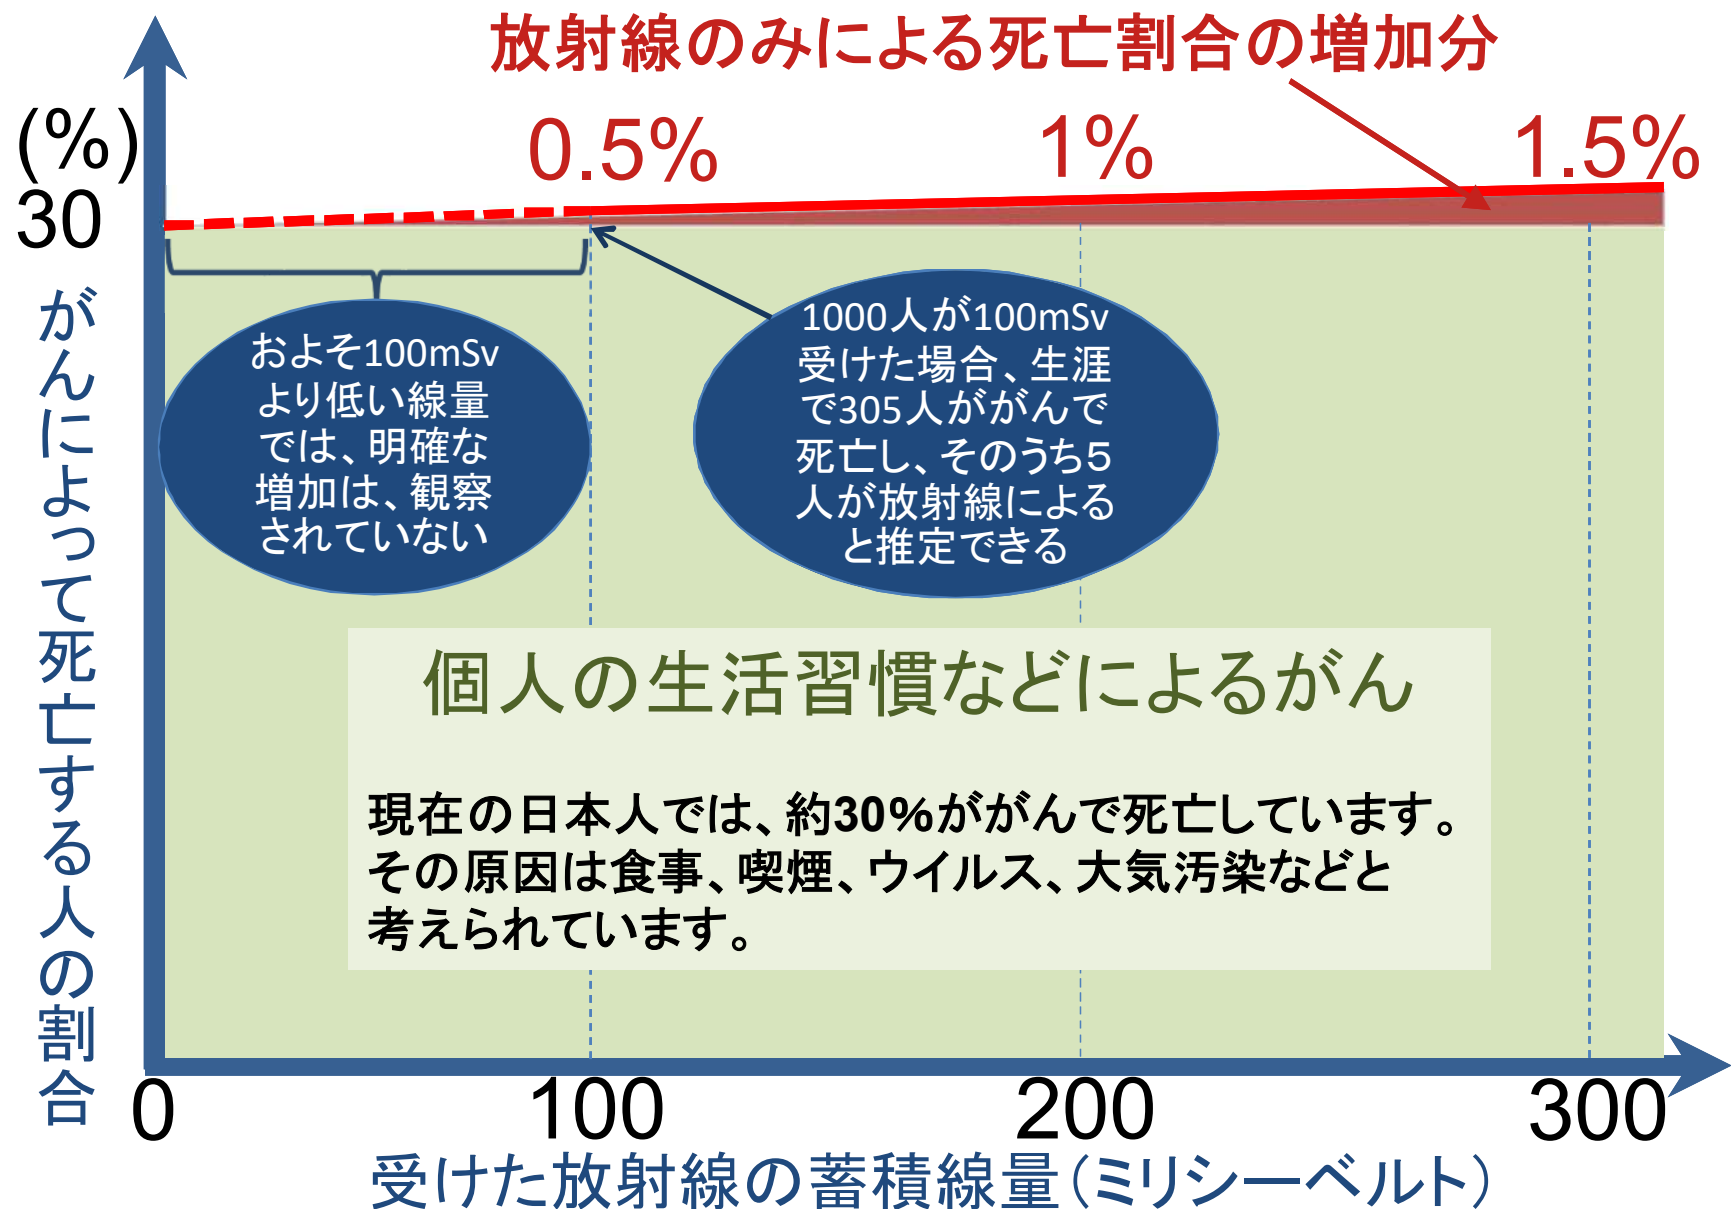 放射線のみによる死亡割合の増加分
(%)
0.5%
1%
1.5%
30
がんによって死亡する人の割合
およそ100mSv
より低い線量
では、明確な
増加は、観察
されていない
1000人が100mSv
受けた場合、生涯
で305人ががんで
死亡し、そのうち５
人が放射線による
と推定できる
個人の生活習慣などによるがん
現在の日本人では、約30%ががんで死亡しています。
その原因は食事、喫煙、ウイルス、大気汚染などと
考えられています。
0
100
200
300
受けた放射線の蓄積線量（ミリシーベルト）